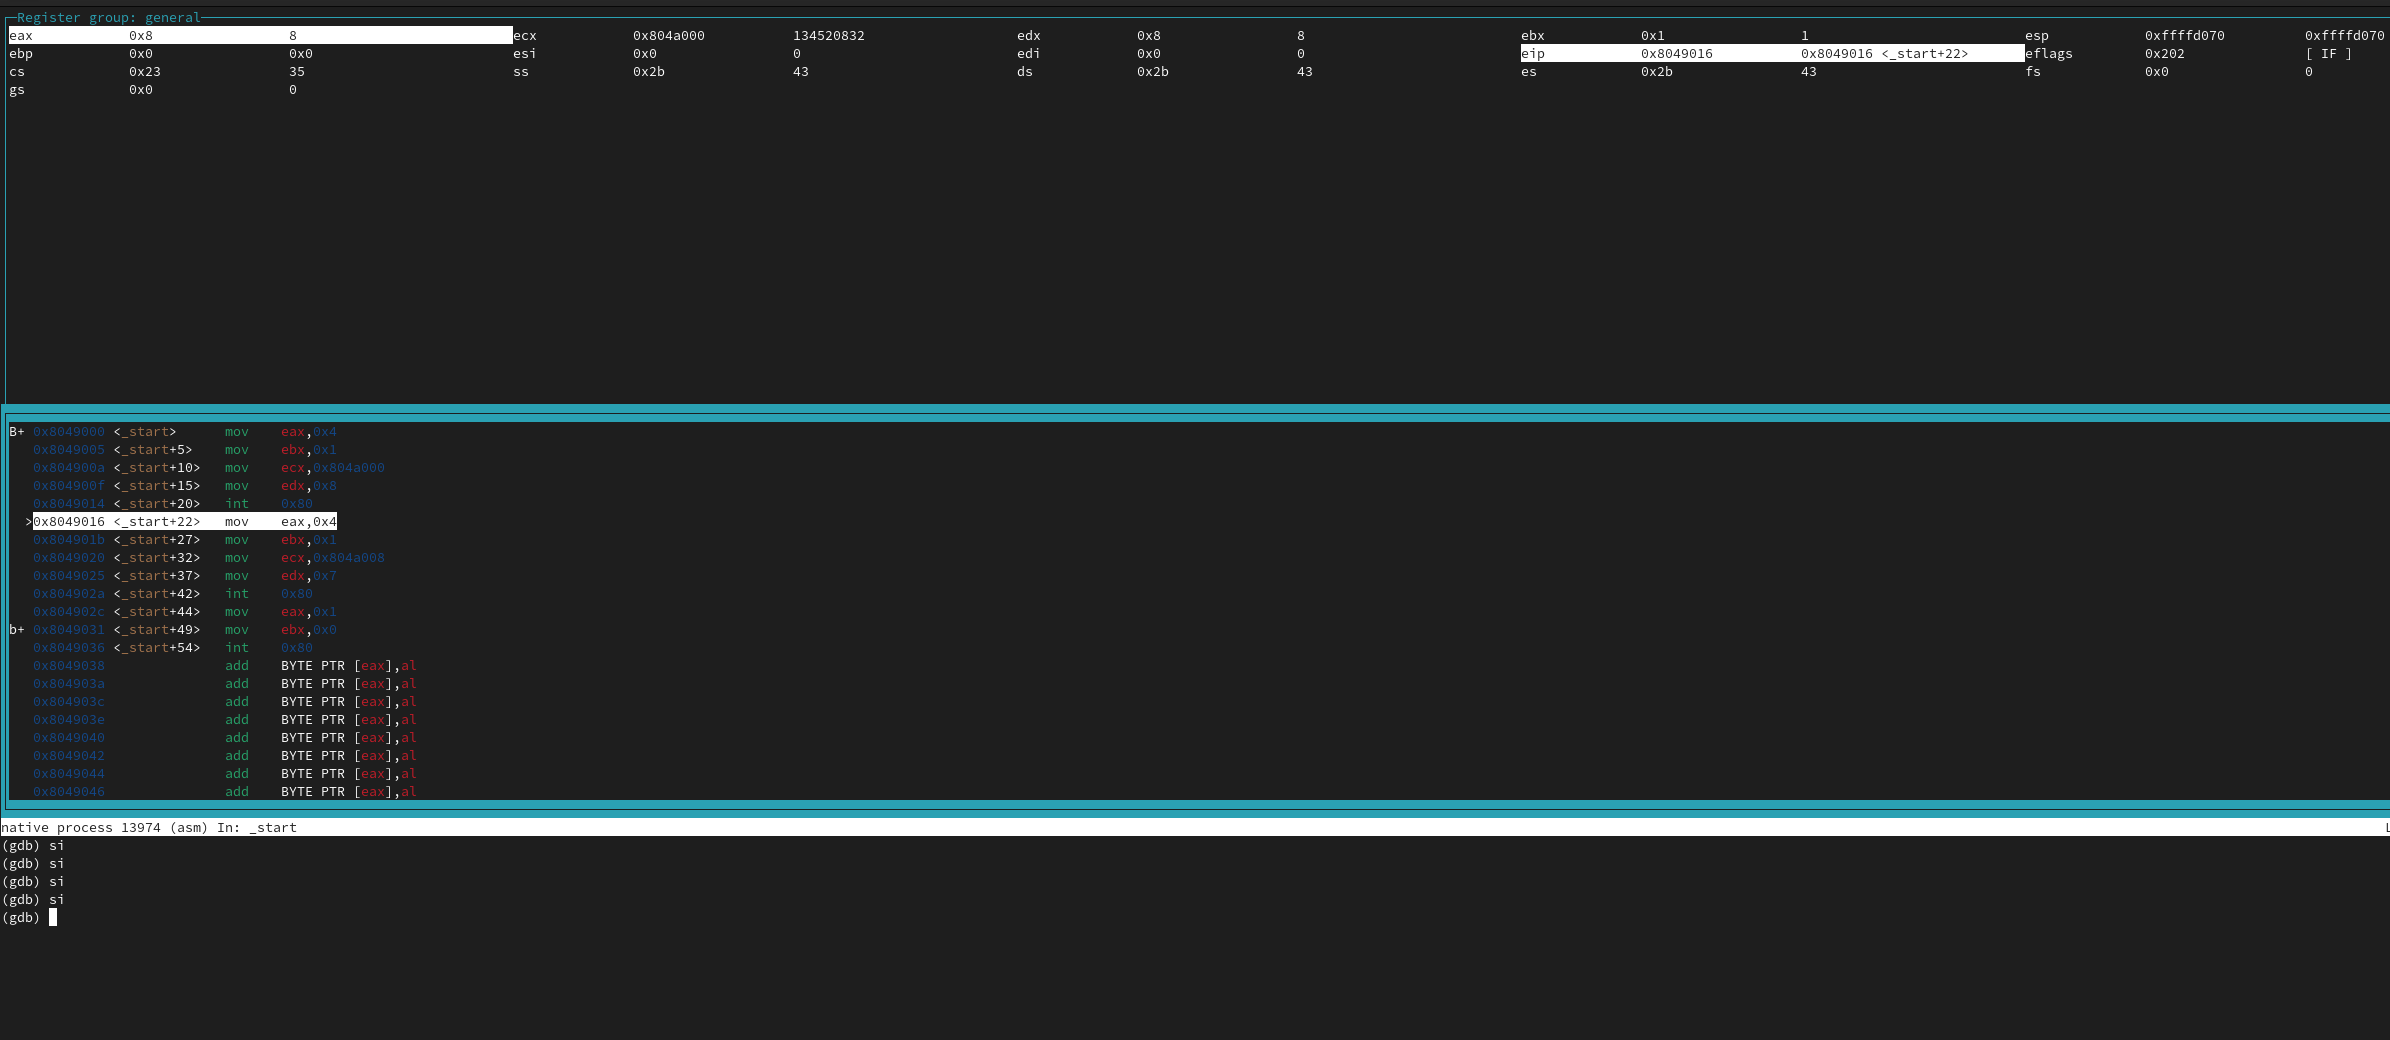 Register group: general
eax 0x8 8 ecx 0x804a000 134520832 edx 0x8 8 ebx 0x1 1 esp 0xffffd070 0xffffd070
ebp 0x0 0x0 esi 0x0 0 edi 0x0 0 eip 0x8049016 0x8049016 <_start+22> eflags 0x202 [ IF ]
cs 0x23 35 ss 0x2b 43 ds 0x2b 43 es 0x2b 43 fs 0x0 0
gs 0x0 0
B+ 0x8049000 <_start> mov eax,0x4
0x8049005 <_start+5> mov ebx,0x1
0x804900a <_start+10> mov ecx,0x804a000
0x804900f <_start+15> mov edx,0x8
0x8049014 <_start+20> int 0x80
>0x8049016 <_start+22> mov eax,0x4
0x804901b <_start+27> mov ebx,0x1
0x8049020 <_start+32> mov ecx,0x804a008
0x8049025 <_start+37> mov edx,0x7
0x804902a <_start+42> int 0x80
0x804902c <_start+44> mov eax,0x1
b+ 0x8049031 <_start+49> mov ebx,0x0
0x8049036 <_start+54> int 0x80
0x8049038 add BYTE PTR [eax],al
0x804903a add BYTE PTR [eax],al
0x804903c add BYTE PTR [eax],al
0x804903e add BYTE PTR [eax],al
0x8049040 add BYTE PTR [eax],al
0x8049042 add BYTE PTR [eax],al
0x8049044 add BYTE PTR [eax],al
0x8049046 add BYTE PTR [eax],al
native process 13974 (asm) In: _start L
(gdb) si
(gdb) si
(gdb) si
(gdb) si
(gdb)